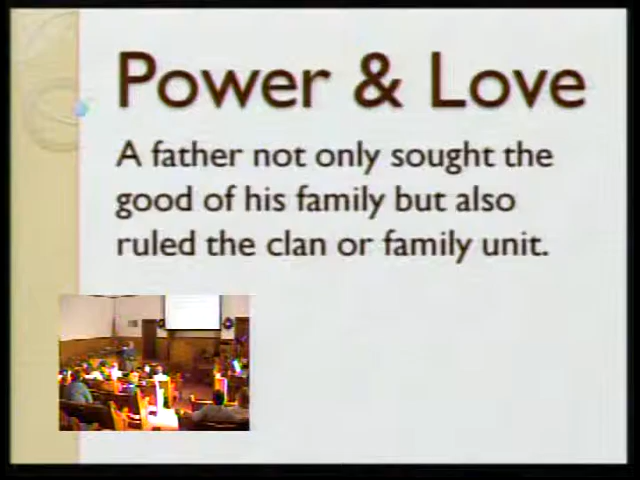 Power & Love
A father not only sought the
good of his family but also
ruled the clan or family unit.